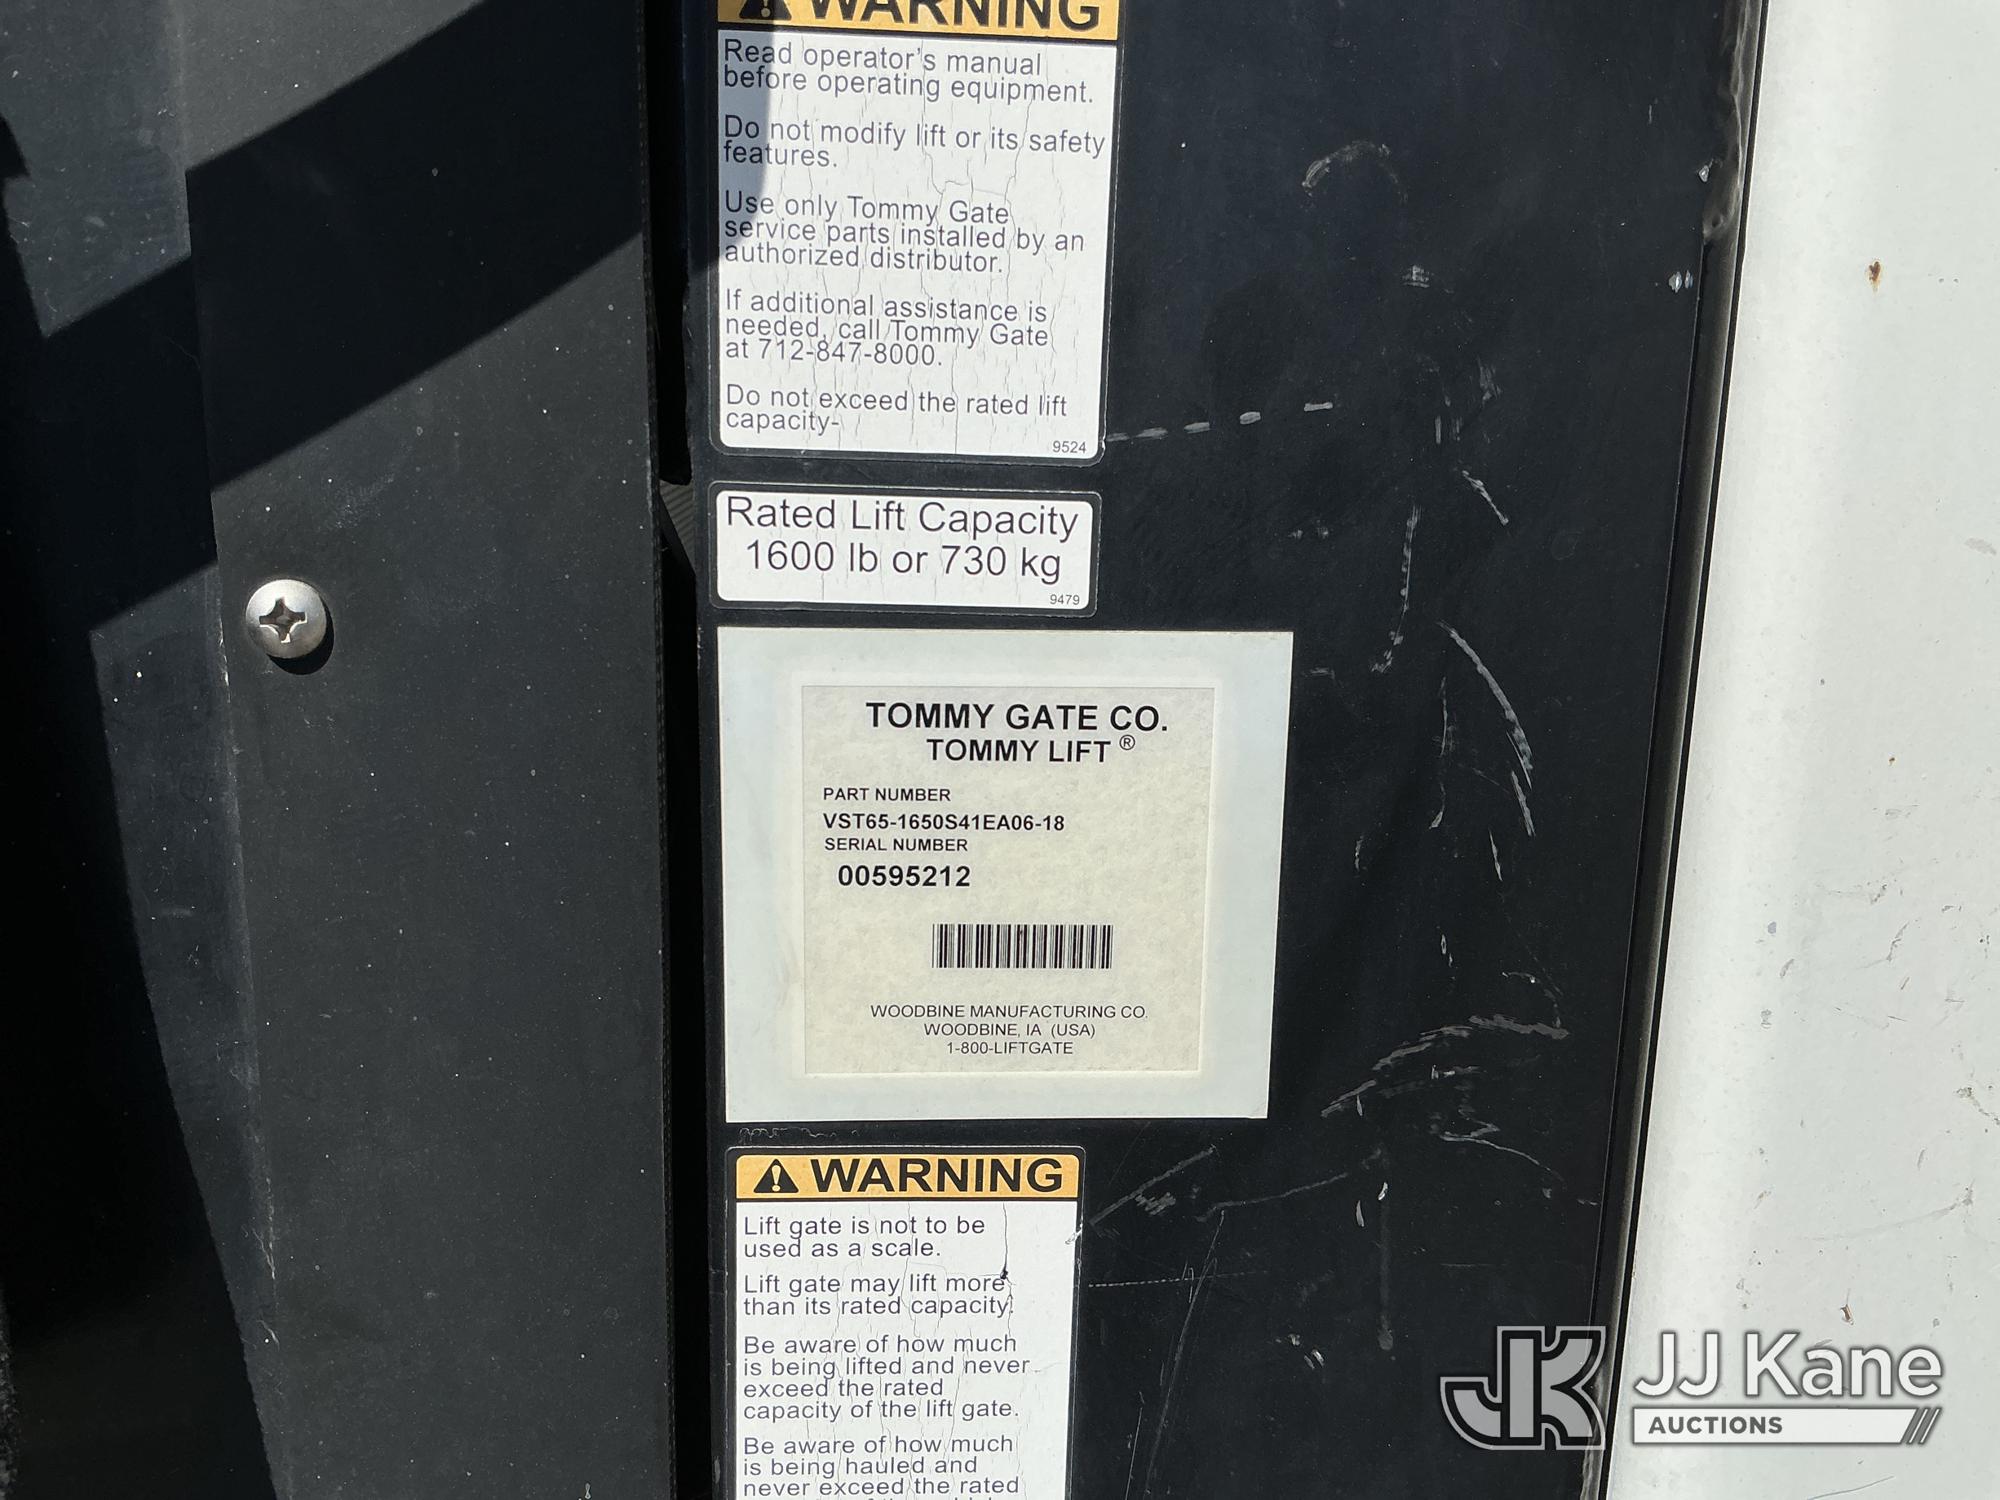 WARNING
Read operator's manual
before operating equipment.
Do not modify lift or its safety
features.
Use only Tommy Gate
service parts installed by an
authorized distributor.
If additional assistance is
needed, call Tommy Gate
at 712-847-8000.
Do not exceed the rated lift
capacity-
9524
Rated Lift Capacity
1600 lb or 730 kg
9479
TOMMY GATE CO.
TOMMY LIFT ®
PART NUMBER
VST65-1650S41EA06-18
SERIAL NUMBER
00595212
WOODBINE MANUFACTURING CO.
WOODBINE, IA (USA)
1-800-LIFTGATE
WARNING
Lift gate is not to be
used as a scale.
Lift gate may lift more
than its rated capacity.
Be aware of how much
is being lifted and never
exceed the rated
capacity of the lift gate.
Be aware of how much
is being hauled and
never exceed the rated
JK JJ Kane
AUCTIONS